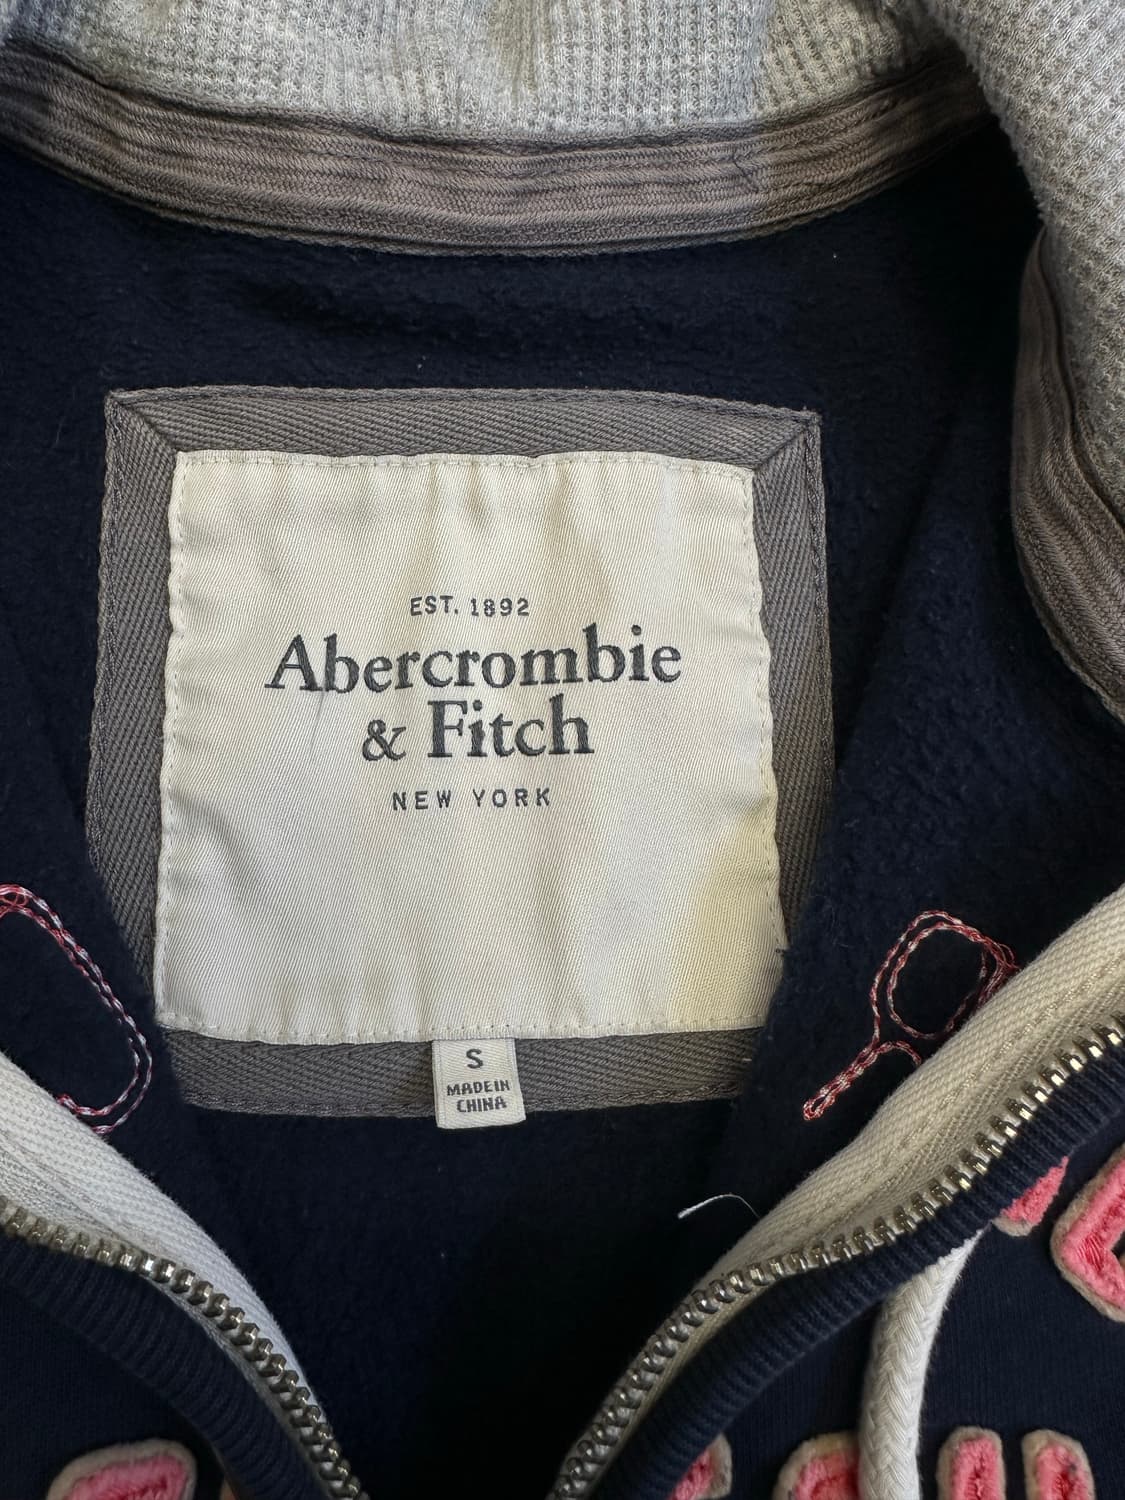 EST. 1892
Abercrombie
& Fitch
NEW YORK
S
MADE IN
CHINA